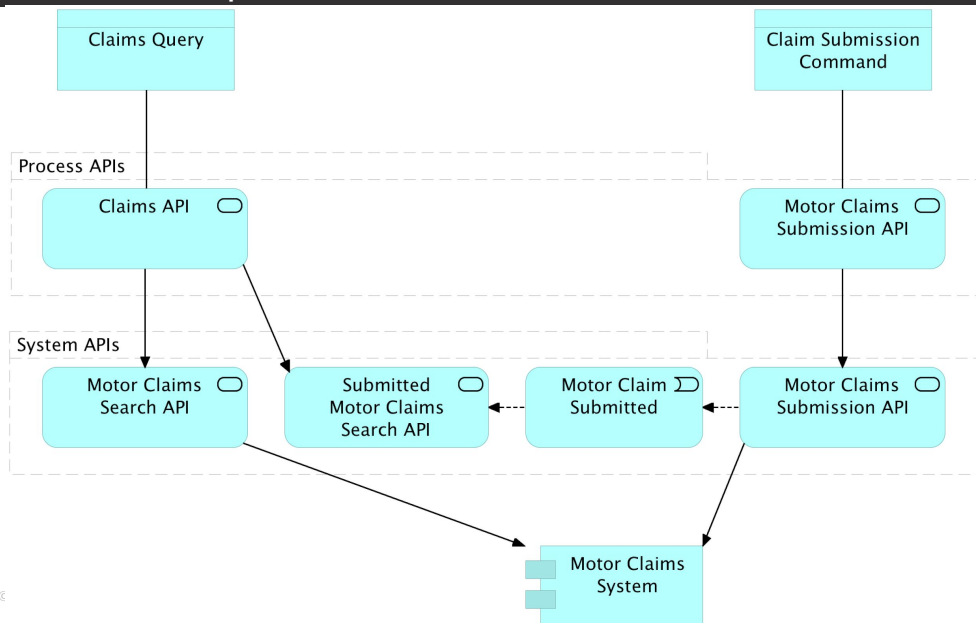 Claims Query
Claim Submission
Command
Process APIs
Claims API
Motor Claims
Submission API
System APIs
Motor Claims
Search API
Submitted
Motor Claims
Search API
Motor Claim
Submitted
Motor Claims
Submission API
Motor Claims
System